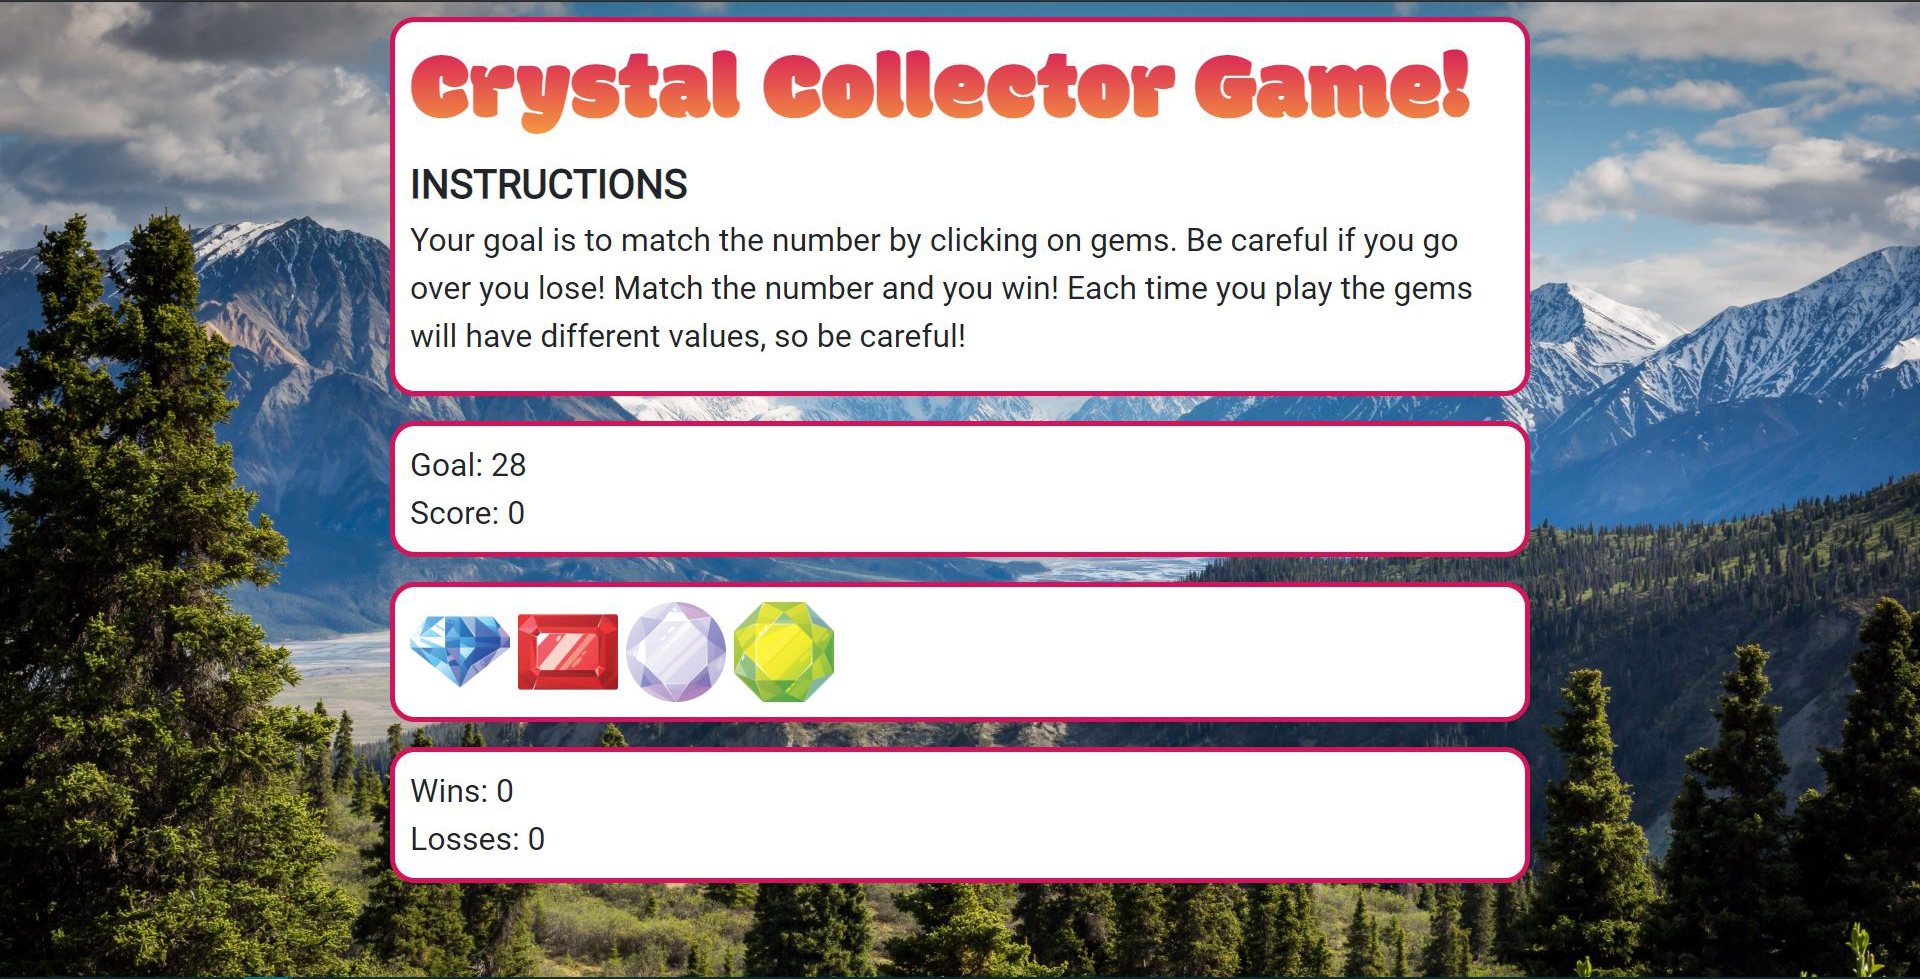 Crystal Collector Game!
INSTRUCTIONS
Your goal is to match the number by clicking on gems. Be careful if you go
over you lose! Match the number and you win! Each time you play the gems
will have different values, so be careful!
Goal: 28
Score: 0
Wins: 0
Losses: 0